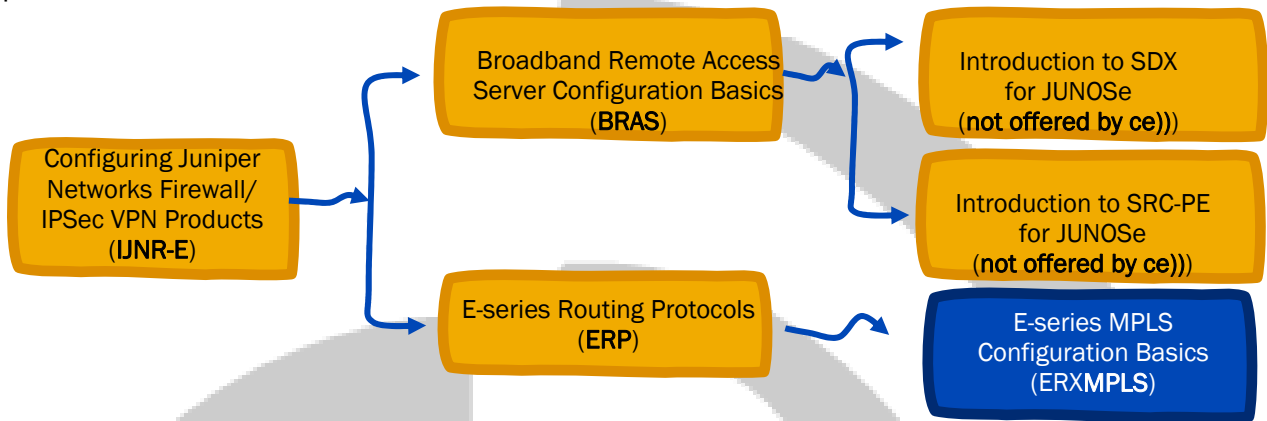 Configuring Juniper
Networks Firewall/
IPSec VPN Products
(IJNR-E)
Broadband Remote Access
Server Configuration Basics
(BRAS)
E-series Routing Protocols
(ERP)
Introduction to SDX
for JUNOSe
(not offered by ce)))
Introduction to SRC-PE
for JUNOSe
(not offered by ce)))
E-series MPLS
Configuration Basics
(ERXMPLS)